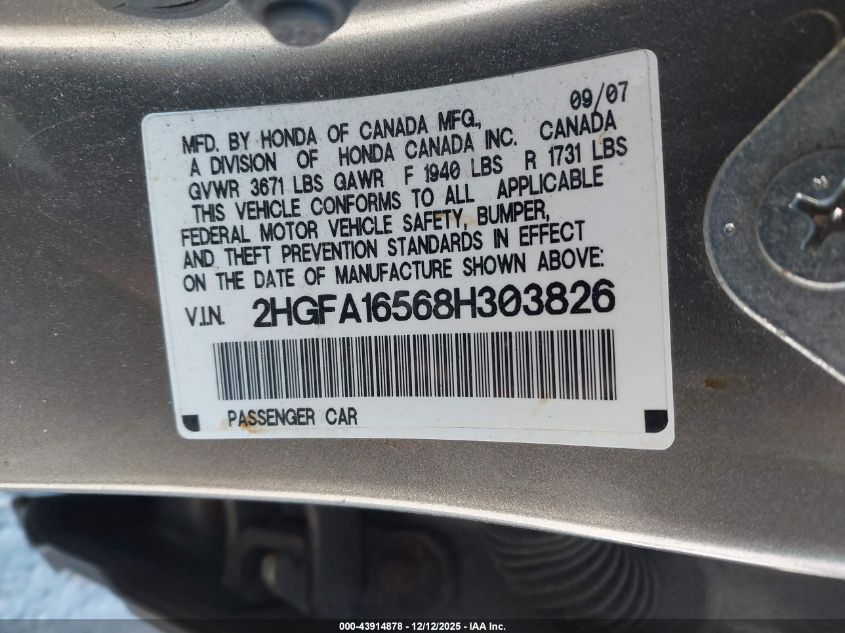 09/07
MFD. BY HONDA OF CANADA MFG.,
A DIVISION OF HONDA CANADA INC. CANADA
GVWR 3671 LBS GAWR F 1940 LBS R 1731 LBS
THIS VEHICLE CONFORMS TO ALL APPLICABLE
FEDERAL MOTOR VEHICLE SAFETY, BUMPER,
AND THEFT PREVENTION STANDARDS IN EFFECT
ON THE DATE OF MANUFACTURE SHOWN ABOVE:
V.I.N. 2HGFA16568H303826
PASSENGER CAR
000-43914878 - 12/12/2025 - IAA Inc.